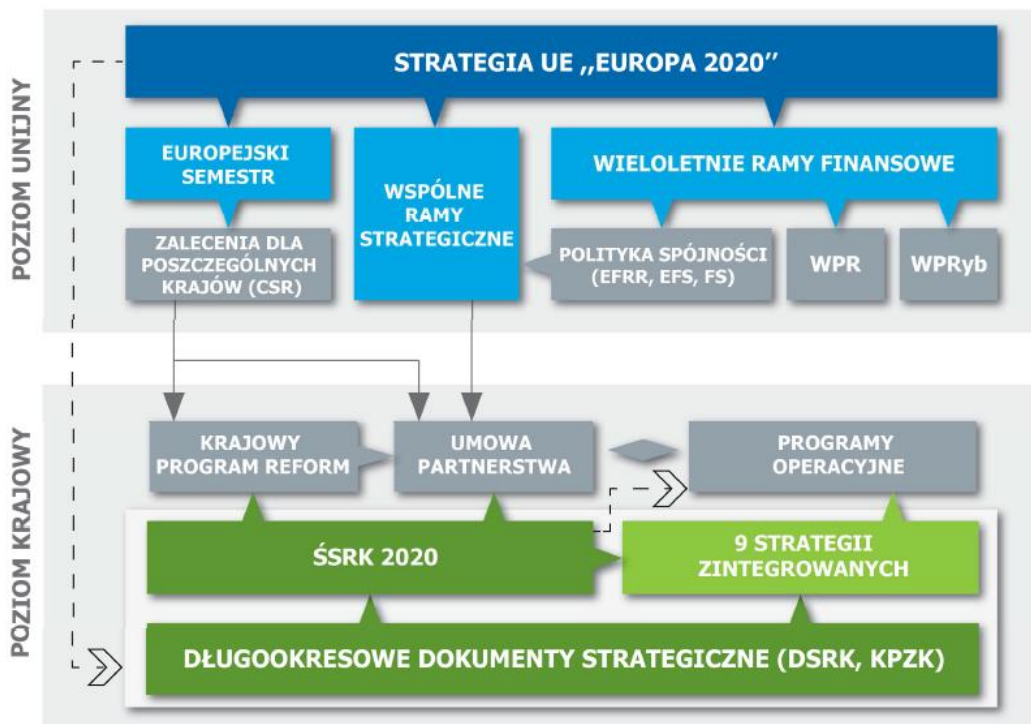 POZIOM UNIJNY
STRATEGIA UE „EUROPA 2020”
EUROPEJSKI
SEMESTR
WSPÓLNE
RAMY
STRATEGICZNE
WIELOLETNIE RAMY FINANSOWE
ZALECENIA DLA
POSZCZEGÓLNYCH
KRAJÓW (CSR)
POLITYKA SPÓJNOŚCI
(EFRR, EFS, FS)
WPR
WPRyb
POZIOM KRAJOWY
KRAJOWY
PROGRAM REFORM
UMOWA
PARTNERSTWA
PROGRAMY
OPERACYJNE
ŚSRK 2020
9 STRATEGII
ZINTEGROWANYCH
DŁUGOOKRESOWE DOKUMENTY STRATEGICZNE (DSRK, KPZK)